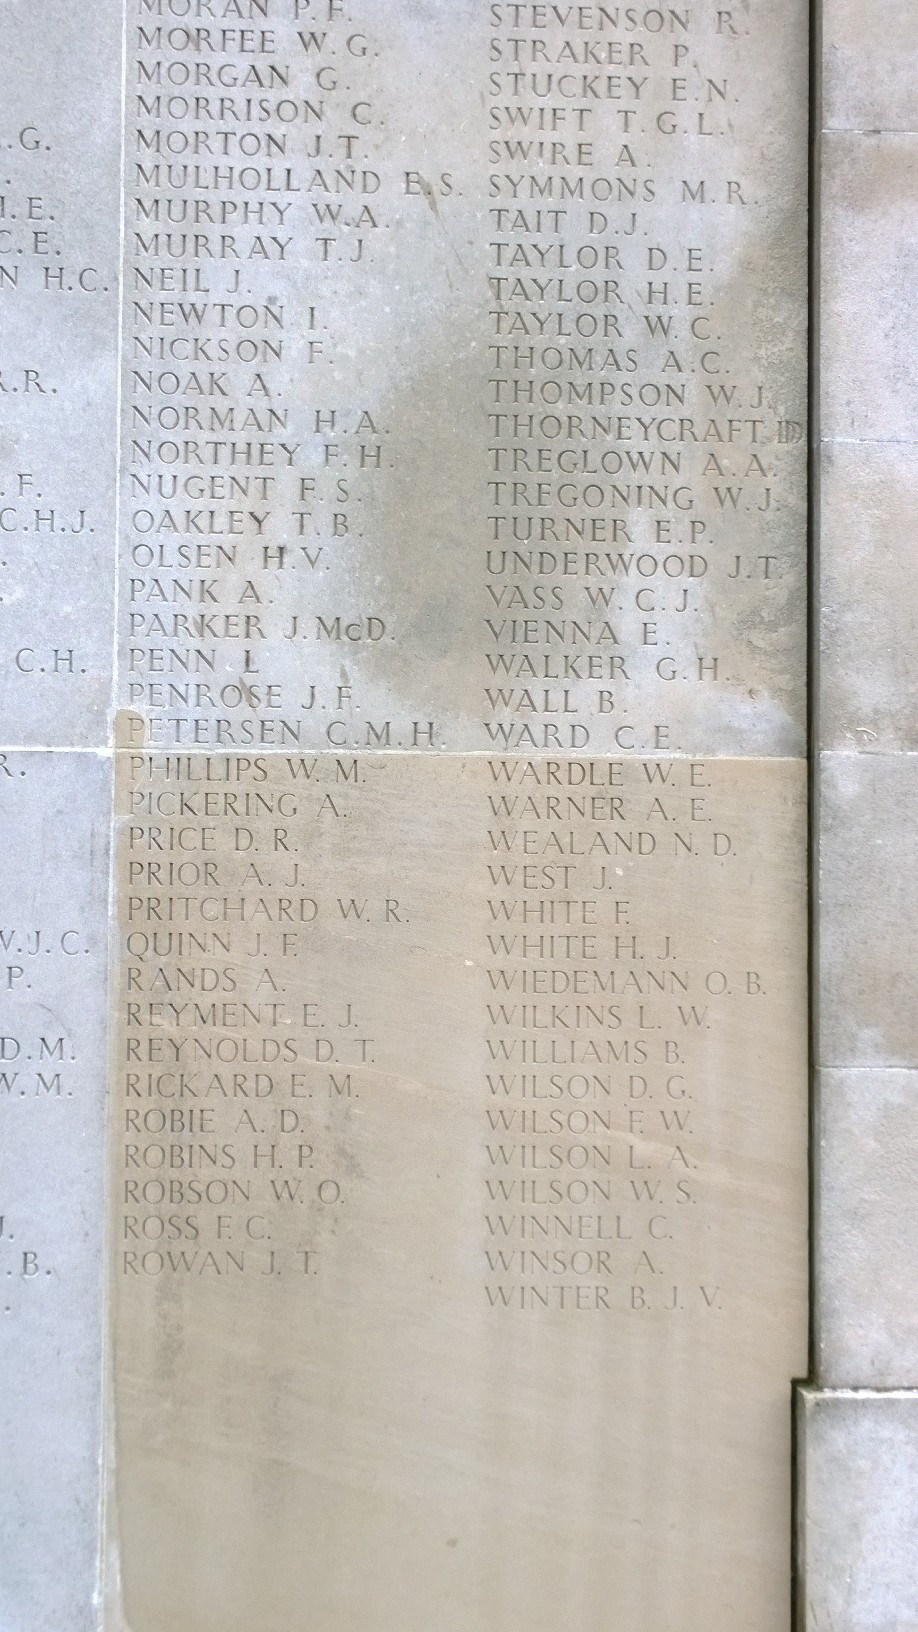 .G.
.
.E.
C.E.
N H.C.
R.R.
.F.
C.H.J.
.
.
C.H.
R.
W.J.C.
P.
D.M.
W.M.
J.
.B.
.
MORAN P.F.
MORFEE W.G.
MORGAN G.
MORRISON C.
MORTON J.T.
MULHOLLAND E.S.
MURPHY W.A.
MURRAY T.J.
NEIL J.
NEWTON I.
NICKSON F.
NOAK A.
NORMAN H.A.
NORTHEY F.H.
NUGENT F.S.
OAKLEY T.B.
OLSEN H.V.
PANK A.
PARKER J.McD.
PENN L
PENROSE J.F.
PETERSEN C.M.H.
PHILLIPS W. M.
PICKERING A.
PRICE D. R.
PRIOR A. J.
PRITCHARD W. R.
QUINN J. F.
RANDS A.
REYMENT E. J.
REYNOLDS D. T.
RICKARD E. M.
ROBIE A. D.
ROBINS H. P.
ROBSON W. O.
ROSS F. C.
ROWAN J. T.
STEVENSON R.
STRAKER P.
STUCKEY E.N.
SWIFT T.G.L.
SWIRE A.
SYMMONS M.R.
TAIT D.J.
TAYLOR D.E.
TAYLOR H.E.
TAYLOR W.C.
THOMAS A.C.
THOMPSON W.J.
THORNEYCRAFT
TREGLOWN A.A.
TREGONING W.J.
TURNER E.P.
UNDERWOOD J.T.
VASS W.C.J.
VIENNA E.
WALKER G.H.
WALL B.
WARD C.E.
WARDLE W. E.
WARNER A. E.
WEALAND N. D.
WEST J.
WHITE F.
WHITE H. J.
WIEDEMANN O. B.
WILKINS L. W.
WILLIAMS B.
WILSON D. G.
WILSON F. W.
WILSON L. A.
WILSON W. S.
WINNELL C.
WINSOR A.
WINTER B. J. V.